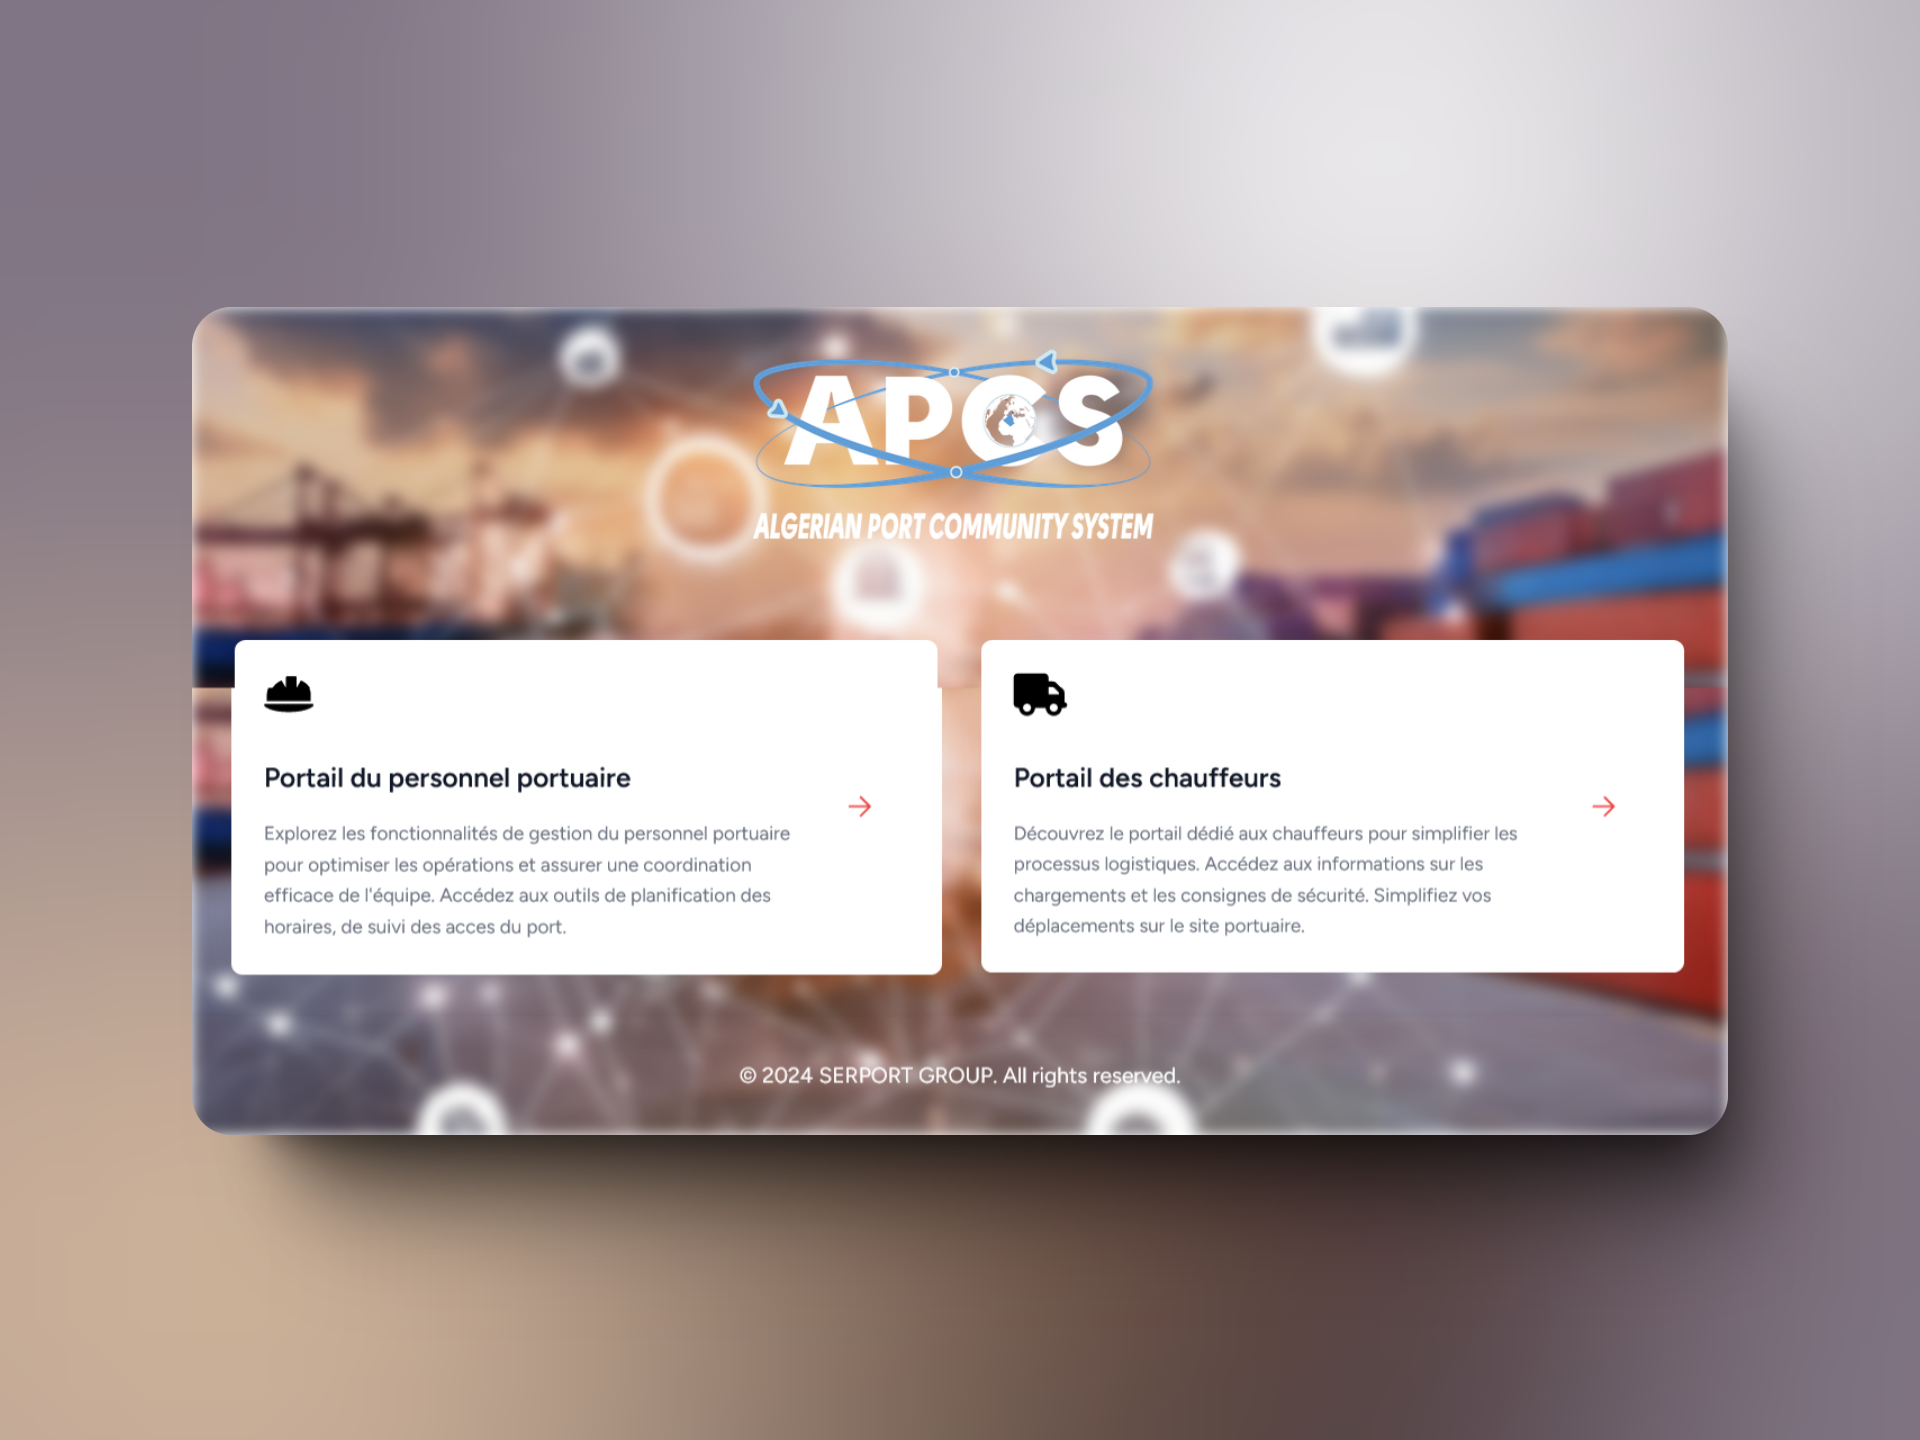 APCS
ALGERIAN PORT COMMUNITY SYSTEM
Portail du personnel portuaire
Explorez les fonctionnalités de gestion du personnel portuaire
pour optimiser les opérations et assurer une coordination
efficace de l'équipe. Accédez aux outils de planification des
horaires, de suivi des acces du port.
Portail des chauffeurs
Découvrez le portail dédié aux chauffeurs pour simplifier les
processus logistiques. Accédez aux informations sur les
chargements et les consignes de sécurité. Simplifiez vos
déplacements sur le site portuaire.
© 2024 SERPORT GROUP. All rights reserved.